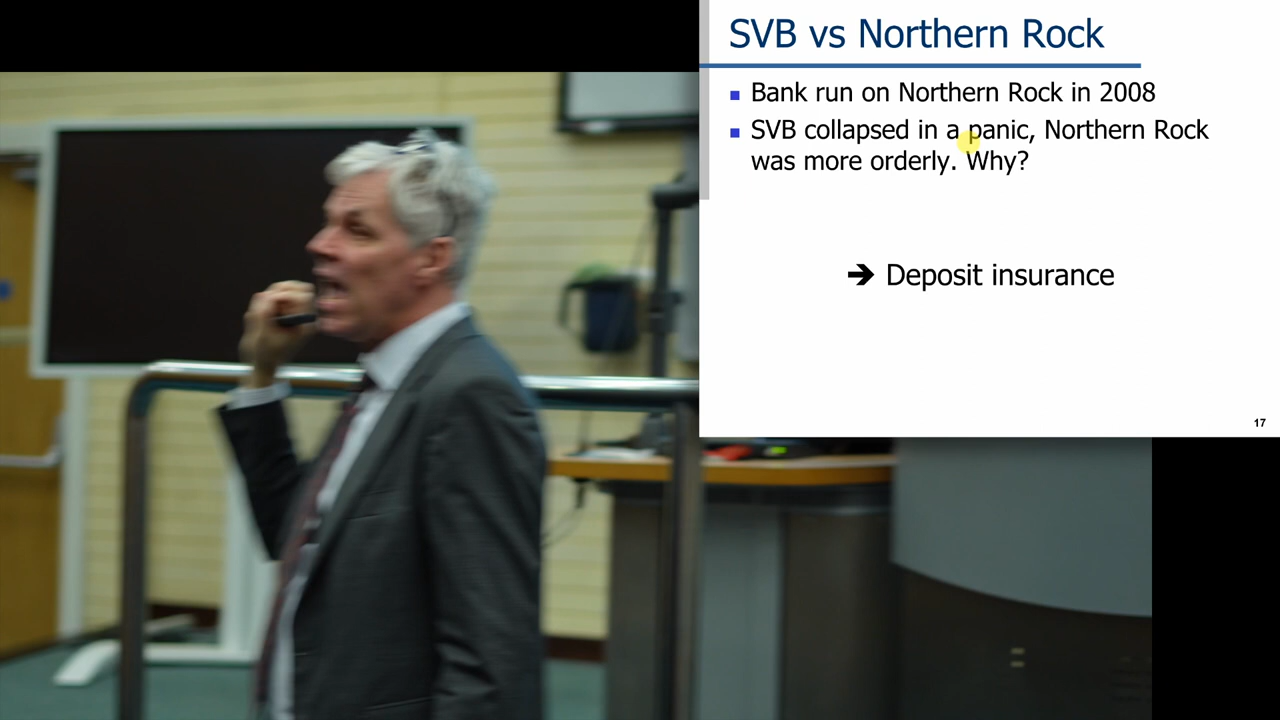 SVB vs Northern Rock
Bank run on Northern Rock in 2008
SVB collapsed in a panic, Northern Rock
was more orderly. Why?
➔ Deposit insurance
17